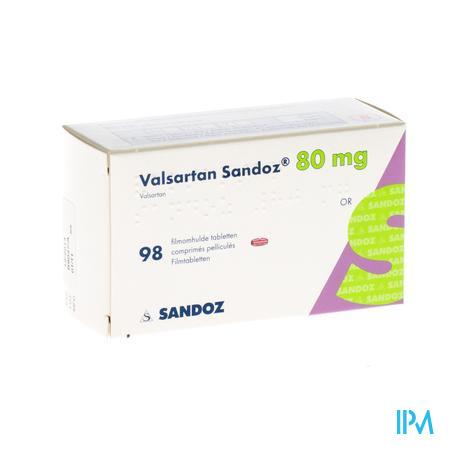 Valsartan Sandoz® 80 mg
Valsartan
OR
98 filmomhulde tabletten
comprimés pelliculés
Filmtabletten
SANDOZ
SANDOZ
IPM